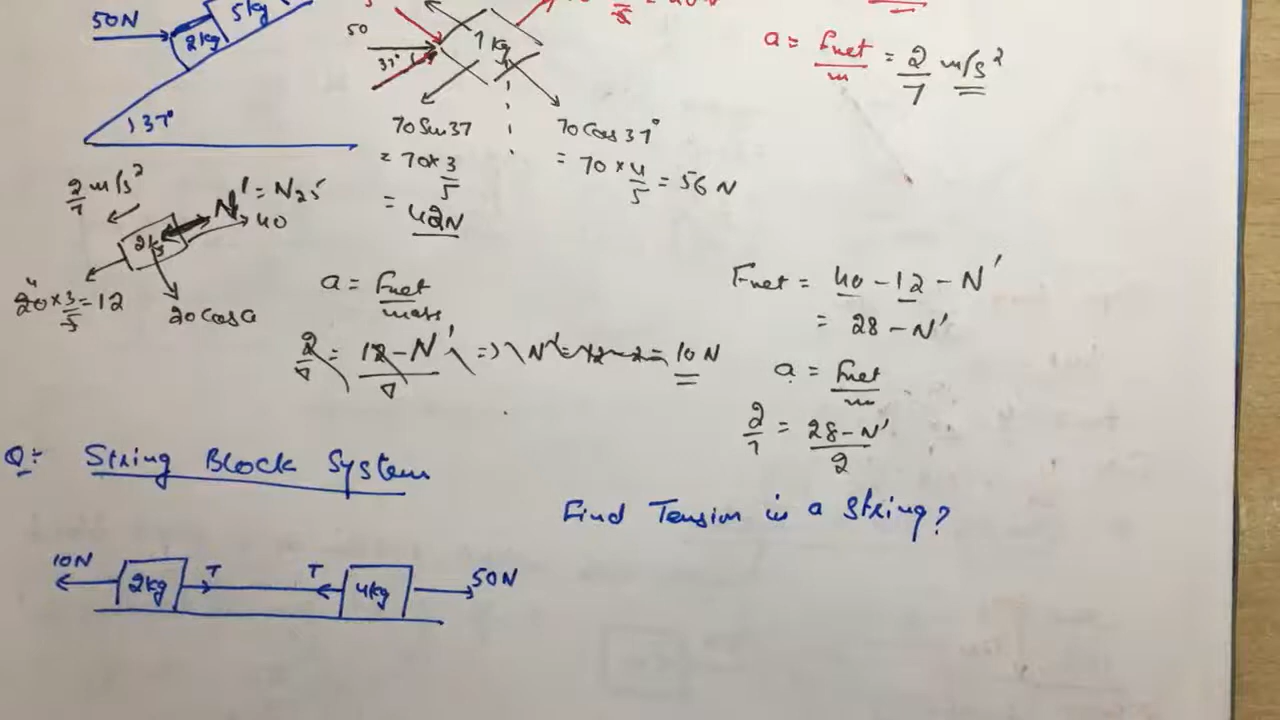 50N
5kg
2kg
37°
50
37°
7kg
70 Sin 37
= 70 × 3/5
= 42N
70 Cos 37°
= 70 × 4/5 = 56 N
a = Fnet/m = 2/7 m/s²
2/7 m/s²
N' = N25
40
2kg
20 × 3/5 = 12
20 cos
a = Fnet/mass
2/7 = 12 - N' => N' = 12 - 2 = 10 N
Fnet = 40 - 12 - N'
= 28 - N'
a = Fnet/m
2/7 = 28 - N'/2
Q: String Block System
Find Tension in a String?
10N
2kg
T
T
4kg
50N